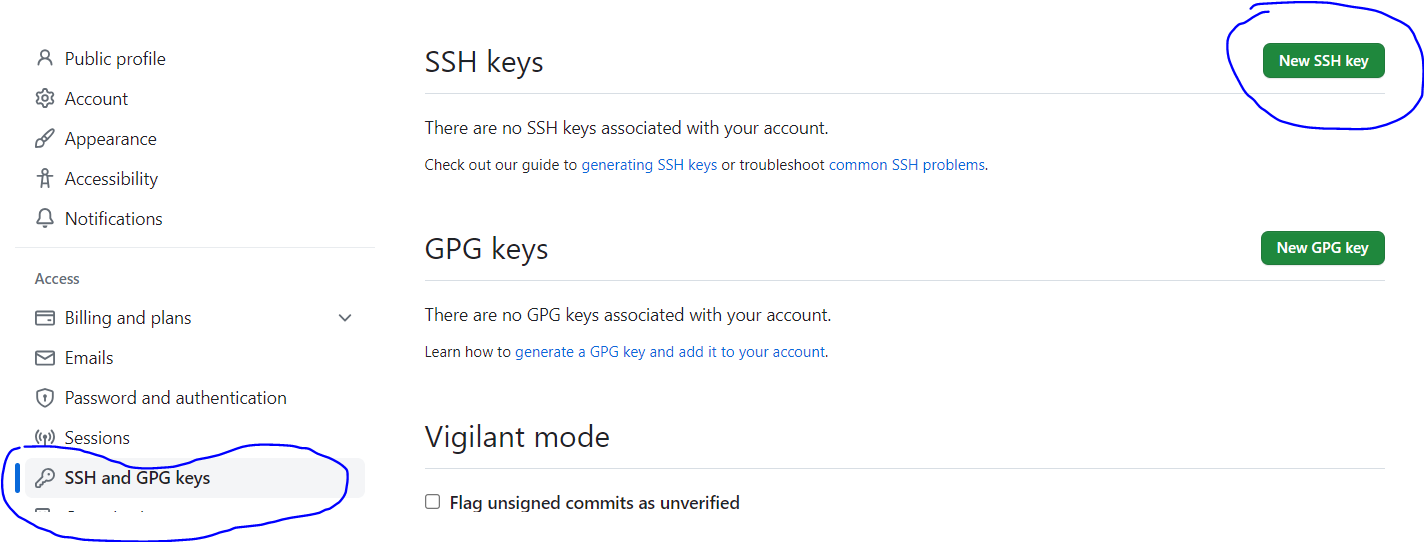 Public profile
Account
Appearance
Accessibility
Notifications
Access
Billing and plans
Emails
Password and authentication
Sessions
SSH and GPG keys
SSH keys
New SSH key
There are no SSH keys associated with your account.
Check out our guide to generating SSH keys or troubleshoot common SSH problems.
GPG keys
New GPG key
There are no GPG keys associated with your account.
Learn how to generate a GPG key and add it to your account.
Vigilant mode
Flag unsigned commits as unverified